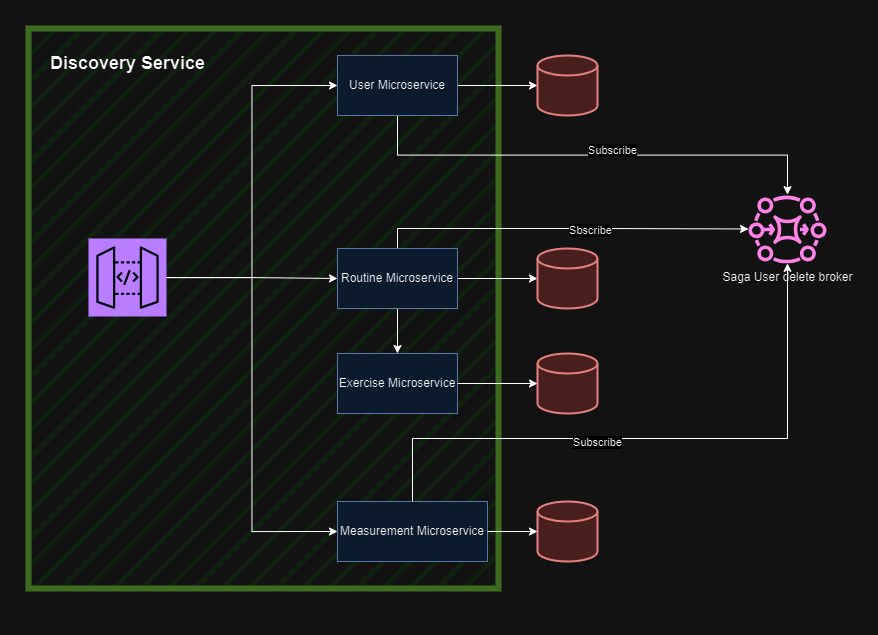 Discovery Service
User Microservice
Subscribe
Sbscribe
</>
Routine Microservice
Saga User delete broker
Exercise Microservice
Subscribe
Measurement Microservice